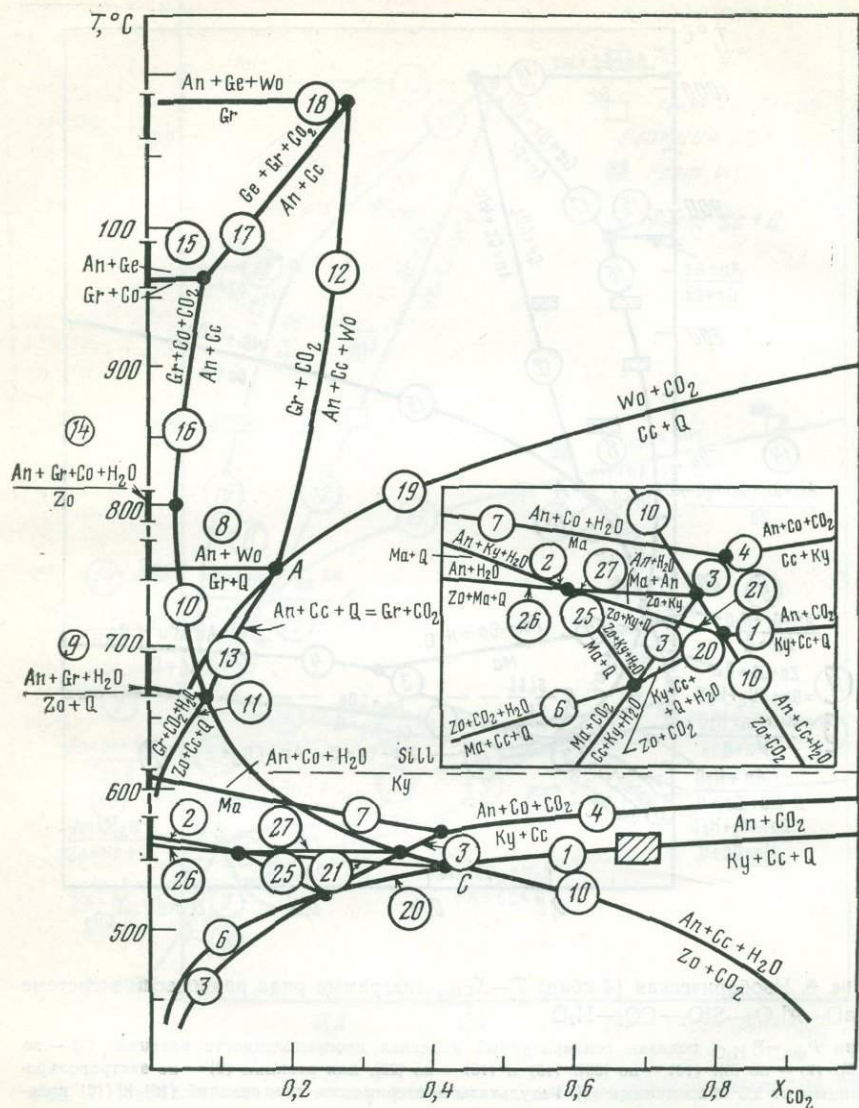 T, °C
An + Ge + Wo
Gr
18
Ge + Gr + CO₂
An + Cc
17
100
15
An + Ge
Gr + Co
12
Gr + Co + CO₂
An + Cc
Gr + CO₂
An + Cc + Wo
900
Wo + CO₂
Cc + Q
16
14
19
An + Gr + Co + H₂O
Zo
800
8
An + Wo
Gr + Q
A
10
An + Cc + Q = Gr + CO₂
700
9
An + Gr + H₂O
Zo + Q
13
11
Gr + CO₂ + H₂O
Zo + Cc + Q
7
An + Co + H₂O
Ma
10
4
An + Co + CO₂
Cc + Ky
An + Ky + H₂O
Ma + Q
2
27
An + H₂O
Ma + An
Zo + Ky
3
21
An + H₂O
Zo + Ma + Q
26
25
Zo + Ky + Q
1
An + CO₂
Ky + Cc + Q
Zo + Ky + H₂O
Ma + Q
3
20
10
6
Zo + CO₂ + H₂O
Ma + Cc + Q
Ma + CO₂
Cc + Ky + H₂O
Ky + Cc +
+ Q + H₂O
Zo + CO₂
An + Cc + H₂O
Zo + CO₂
An + Co + H₂O
Ma
Sill
Ky
600
7
An + Co + CO₂
Ky + Cc
4
2
27
3
An + CO₂
Ky + Cc + Q
1
26
25
21
C
20
10
500
6
An + Cc + H₂O
Zo + CO₂
3
0,2
0,4
0,6
0,8
X CO₂